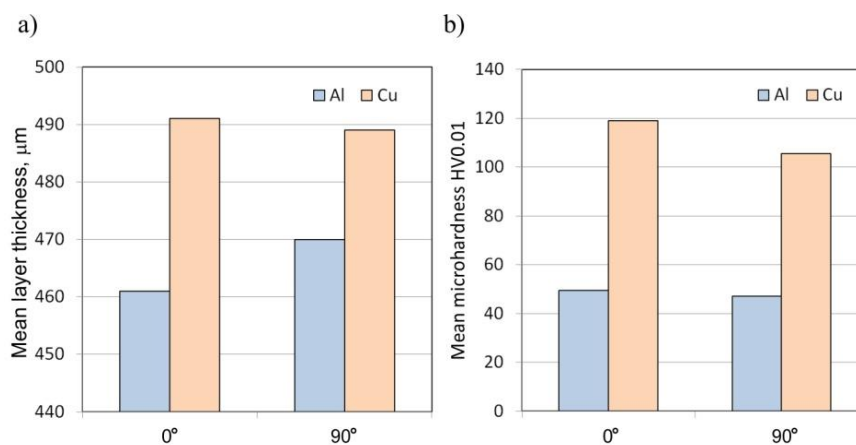 a)
500
490
480
470
460
450
440
Mean layer thickness, μm
Al Cu
0° 90°
b)
140
120
100
80
60
40
20
0
Mean microhardness HV0.01
Al Cu
0° 90°